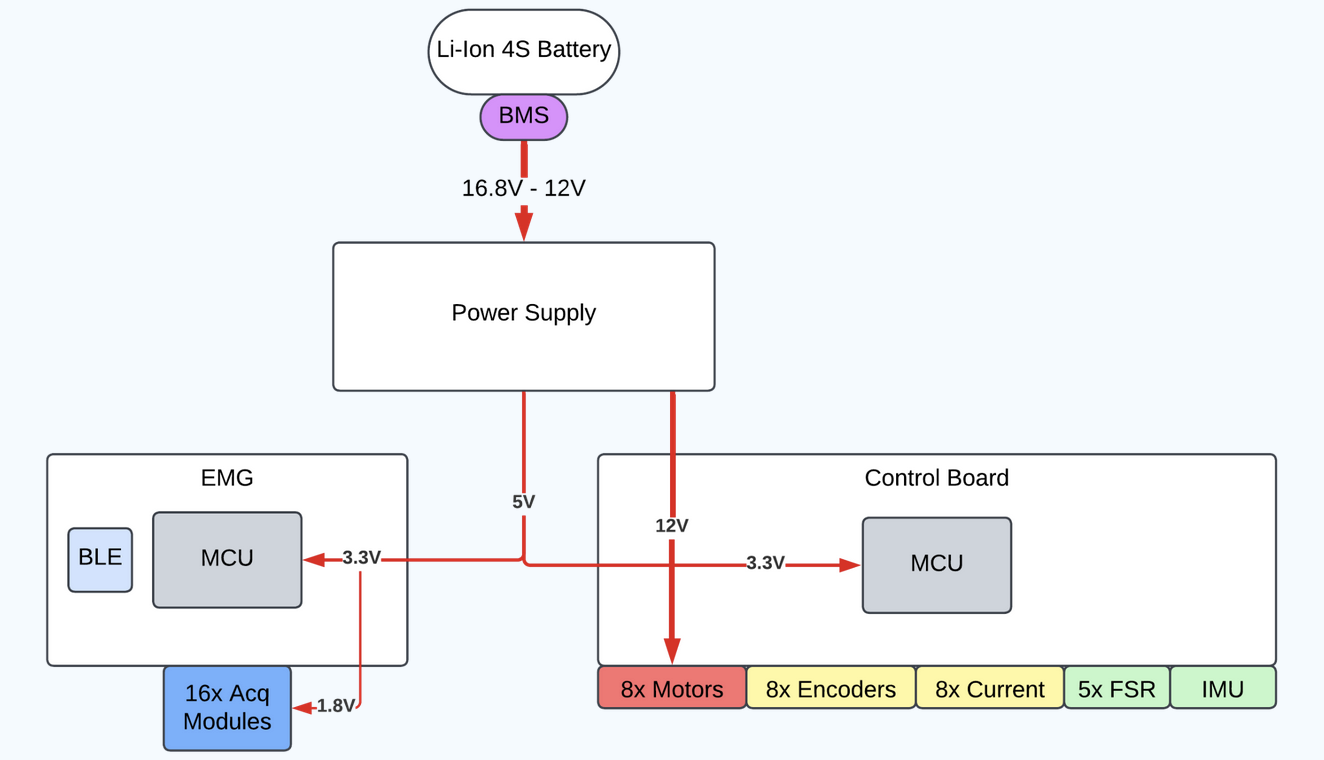 Li-Ion 4S Battery
BMS
16.8V - 12V
Power Supply
5V
12V
EMG
BLE
MCU
3.3V
16x Acq
Modules
1.8V
Control Board
3.3V
MCU
8x Motors
8x Encoders
8x Current
5x FSR
IMU